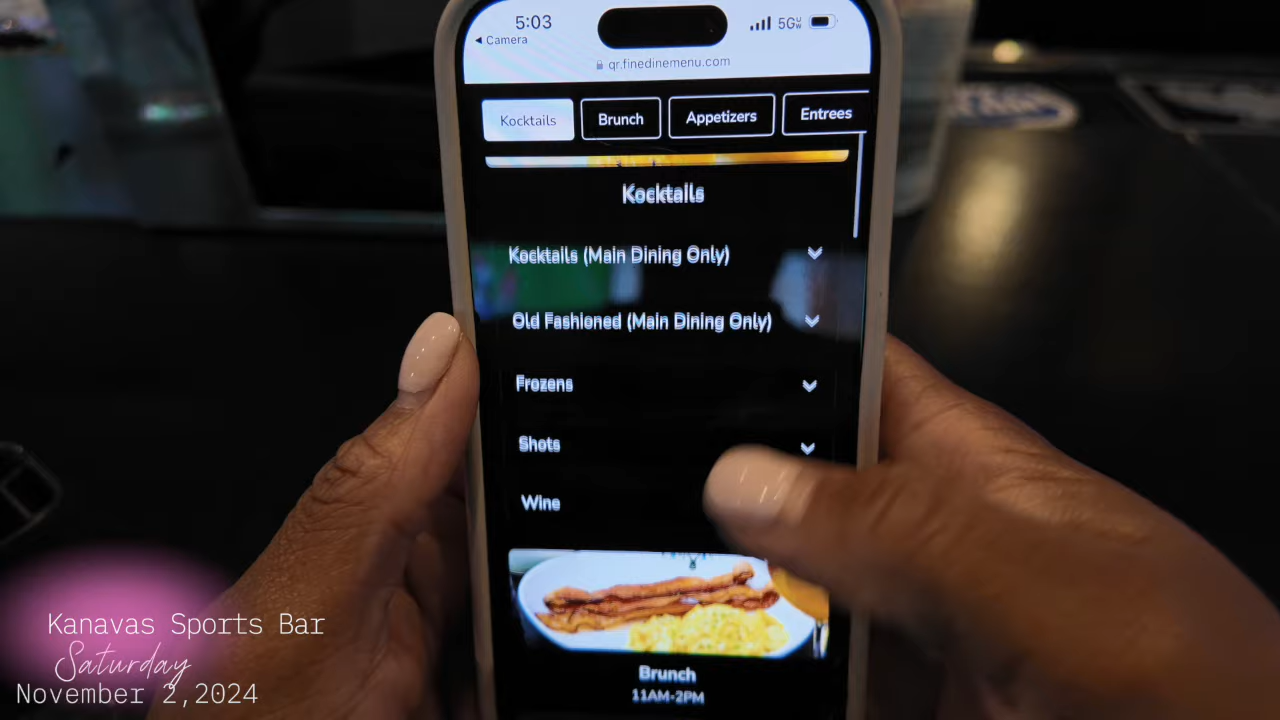 5:03
5G
Camera
qr.finedinemenu.com
Kocktails Brunch Appetizers Entrees
Kocktails
Kocktails (Main Dining Only)
Old Fashioned (Main Dining Only)
Frozens
Shots
Wine
Brunch
11AM-2PM
Kanavas Sports Bar
Saturday
November 2,2024